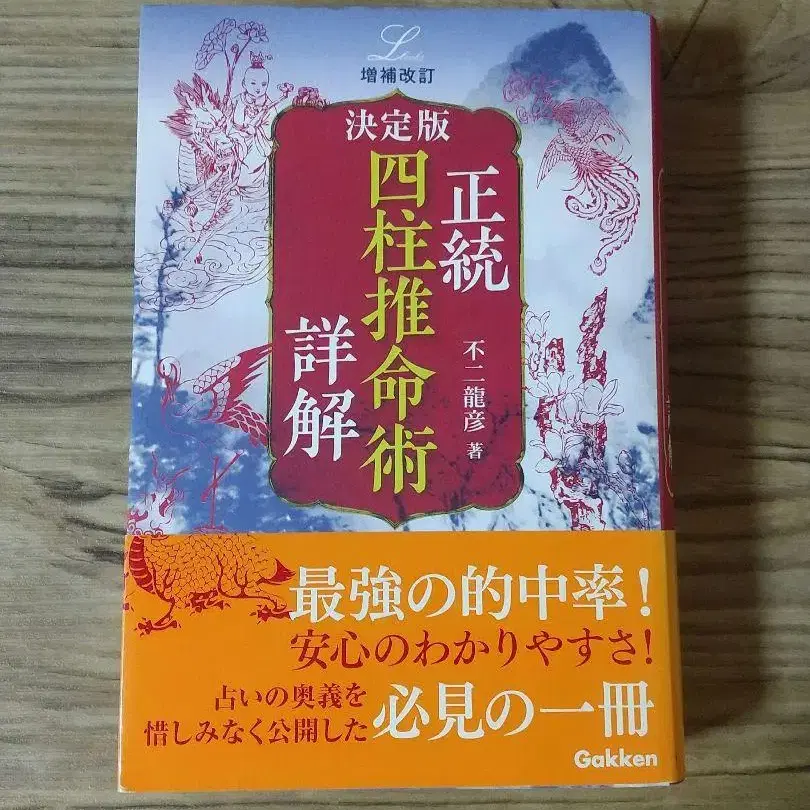 増補改訂
決定版
正統
四柱推命術
詳解
不二龍彦 著
最強の的中率!
安心のわかりやすさ!
占いの奥義を
惜しみなく公開した
必見の一冊
Gakken